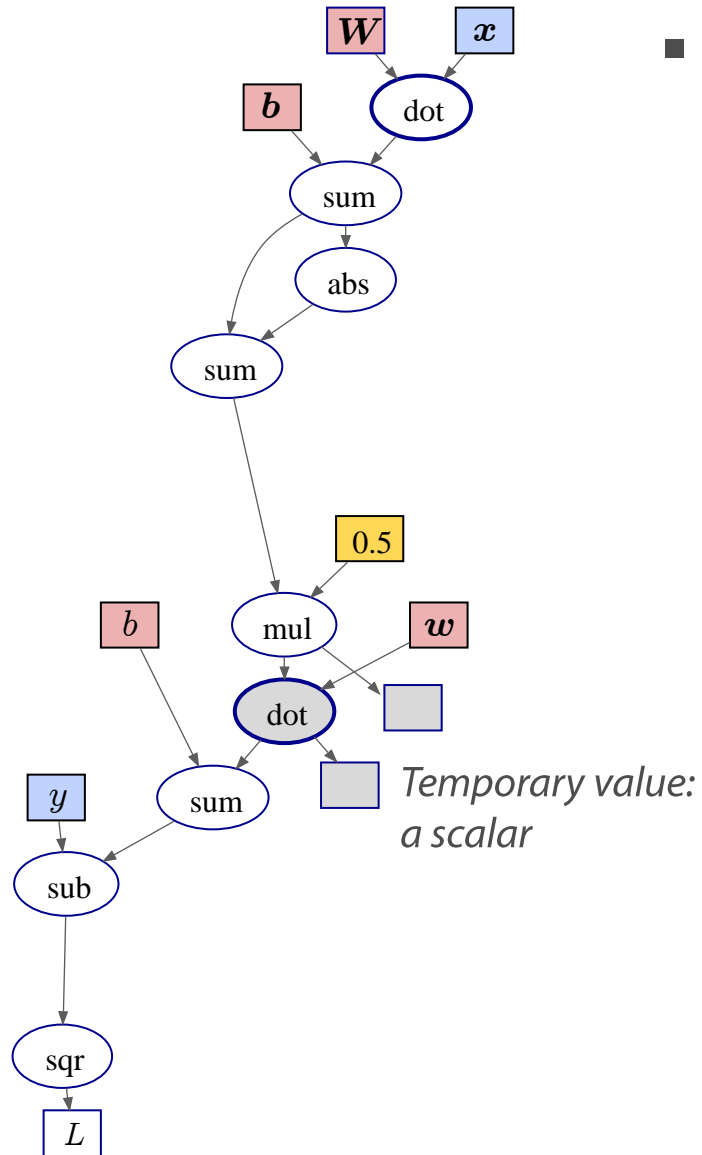 W x
b dot
sum
abs
sum
0.5
b mul w
dot
y sum Temporary value:
a scalar
sub
sqr
L